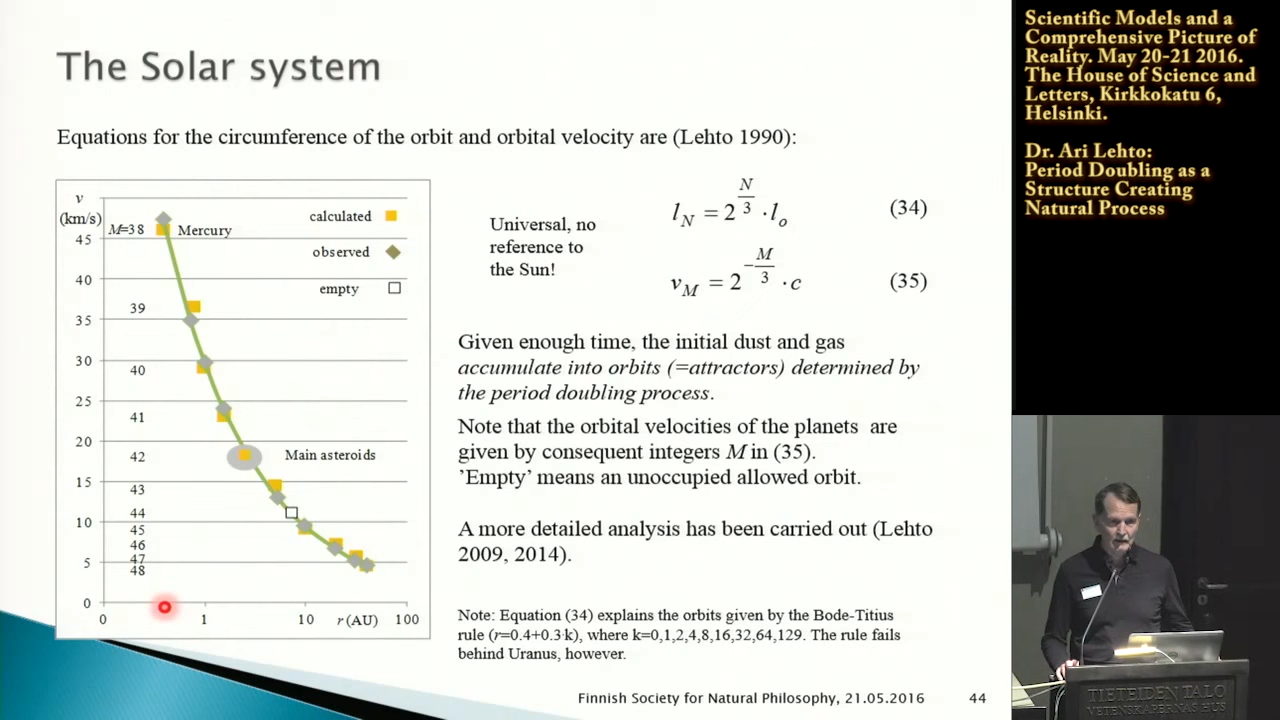 The Solar system
Equations for the circumference of the orbit and orbital velocity are (Lehto 1990):
v
(km/s)
45
40
35
30
25
20
15
10
5
0
M=38
39
40
41
42
43
44
45
46
47
48
Mercury
calculated
observed
empty
Main asteroids
0
1
10
r (AU)
100
Universal, no
reference to
the Sun!
l_N = 2^{N/3} · l_o (34)
v_M = 2^{-M/3} · c (35)
Given enough time, the initial dust and gas
accumulate into orbits (=attractors) determined by
the period doubling process.
Note that the orbital velocities of the planets are
given by consequent integers M in (35).
’Empty’ means an unoccupied allowed orbit.
A more detailed analysis has been carried out (Lehto
2009, 2014).
Note: Equation (34) explains the orbits given by the Bode-Titius
rule (r=0.4+0.3·k), where k=0,1,2,4,8,16,32,64,129. The rule fails
behind Uranus, however.
Finnish Society for Natural Philosophy, 21.05.2016
44
Scientific Models and a
Comprehensive Picture of
Reality. May 20-21 2016.
The House of Science and
Letters, Kirkkokatu 6,
Helsinki.
Dr. Ari Lehto:
Period Doubling as a
Structure Creating
Natural Process
TIETEIDEN TALO
VETENSKAPERNAS HUS